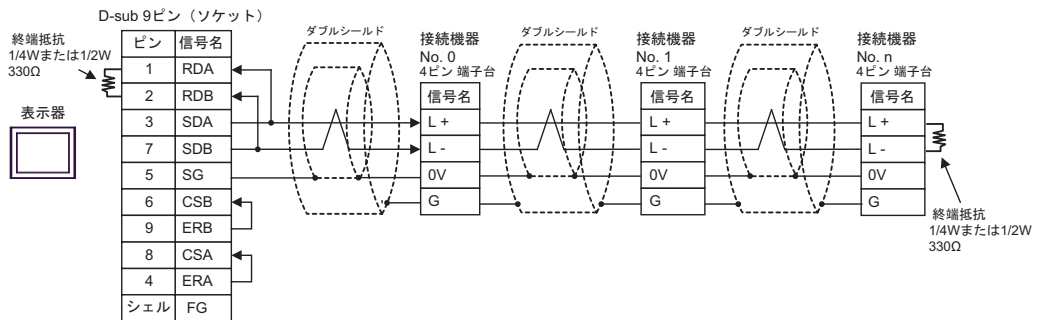 D-sub 9ピン（ソケット）
終端抵抗
1/4Wまたは1/2W
330Ω
表示器
ピン 信号名
1 RDA
2 RDB
3 SDA
7 SDB
5 SG
6 CSB
9 ERB
8 CSA
4 ERA
シェル FG
ダブルシールド
接続機器
No. 0
4ピン 端子台
信号名
L +
L -
0V
G
ダブルシールド
接続機器
No. 1
4ピン 端子台
信号名
L +
L -
0V
G
ダブルシールド
接続機器
No. n
4ピン 端子台
信号名
L +
L -
0V
G
終端抵抗
1/4Wまたは1/2W
330Ω